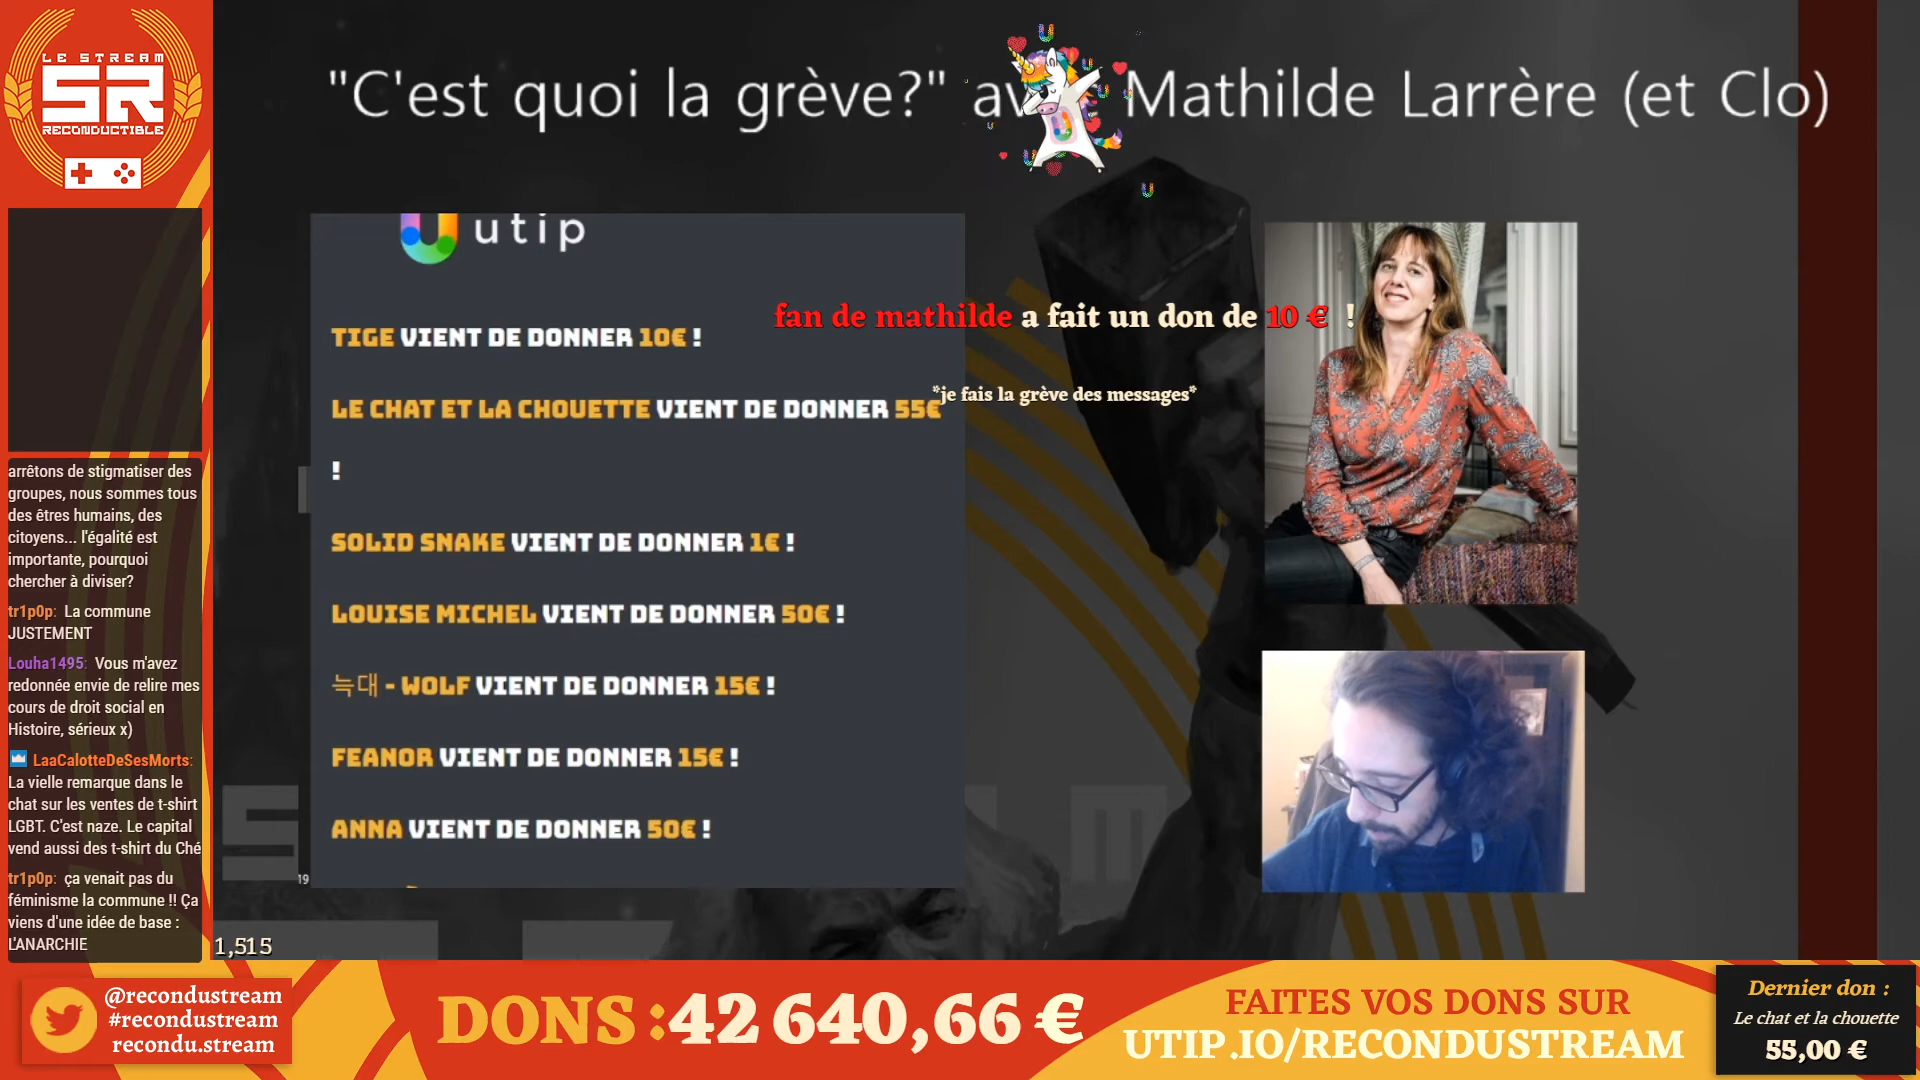 LE STREAM
SR
RECONDUCTIBLE
"C'est quoi la grève?" av Mathilde Larrère (et Clo)
utip
fan de mathilde a fait un don de 10 € !
*je fais la grève des messages*
TIGE VIENT DE DONNER 10€ !
LE CHAT ET LA CHOUETTE VIENT DE DONNER 55€
!
SOLID SNAKE VIENT DE DONNER 1€ !
LOUISE MICHEL VIENT DE DONNER 50€ !
늑대 - WOLF VIENT DE DONNER 15€ !
FEANOR VIENT DE DONNER 15€ !
ANNA VIENT DE DONNER 50€ !
arrêtons de stigmatiser des
groupes, nous sommes tous
des êtres humains, des
citoyens... l'égalité est
importante, pourquoi
chercher à diviser?
tr1p0p: La commune
JUSTEMENT
Louha1495: Vous m'avez
redonnée envie de relire mes
cours de droit social en
Histoire, sérieux x)
LaaCalotteDeSesMorts:
La vielle remarque dans le
chat sur les ventes de t-shirt
LGBT. C'est naze. Le capital
vend aussi des t-shirt du Ché
tr1p0p: ça venait pas du
féminisme la commune !! Ça
viens d'une idée de base :
L'ANARCHIE
19
1,515
@recondustream
#recondustream
recondu.stream
DONS : 42 640,66 €
FAITES VOS DONS SUR
UTIP.IO/RECONDUSTREAM
Dernier don :
Le chat et la chouette
55,00 €